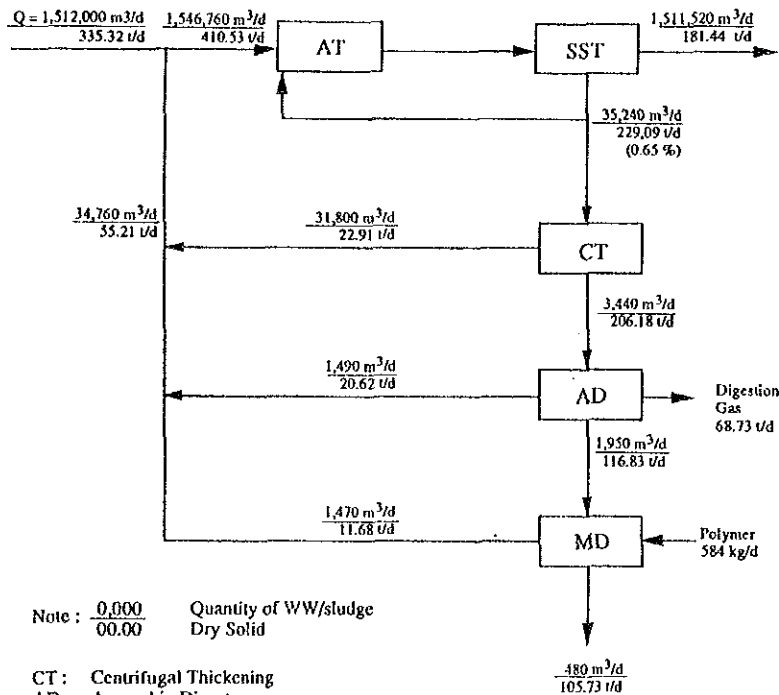 Q = 1,512,000 m3/d
335.32 t/d
1,546,760 m³/d
410.53 t/d
AT
SST
1,511,520 m³/d
181.44 t/d
35,240 m³/d
229.09 t/d
(0.65 %)
34,760 m³/d
55.21 t/d
31,800 m³/d
22.91 t/d
CT
3,440 m³/d
206.18 t/d
1,490 m³/d
20.62 t/d
AD
Digestion
Gas
68.73 t/d
1,950 m³/d
116.83 t/d
1,470 m³/d
11.68 t/d
MD
Polymer
584 kg/d
Note : 0,000 Quantity of WW/sludge
00.00 Dry Solid
480 m³/d
105.73 t/d
CT : Centrifugal Thickening